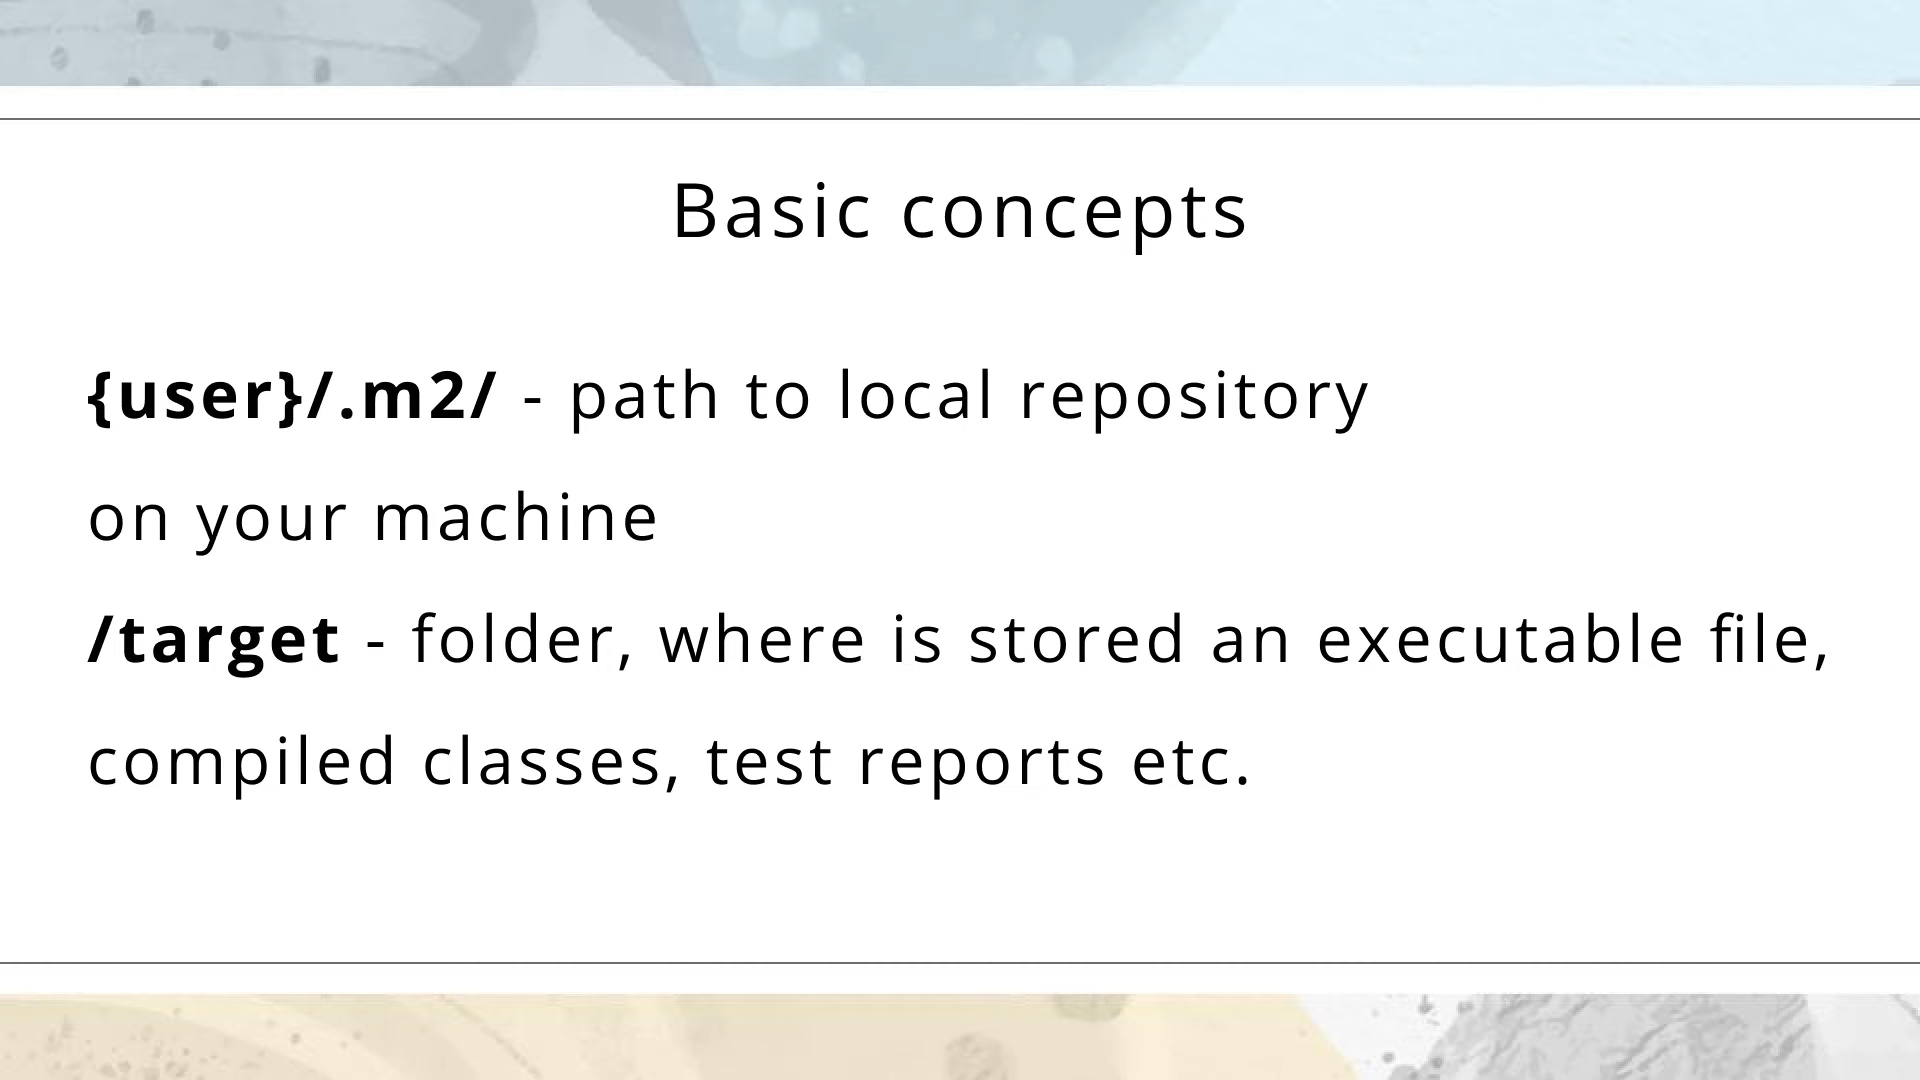 Basic concepts
{user}/.m2/ - path to local repository
on your machine
/target - folder, where is stored an executable file,
compiled classes, test reports etc.